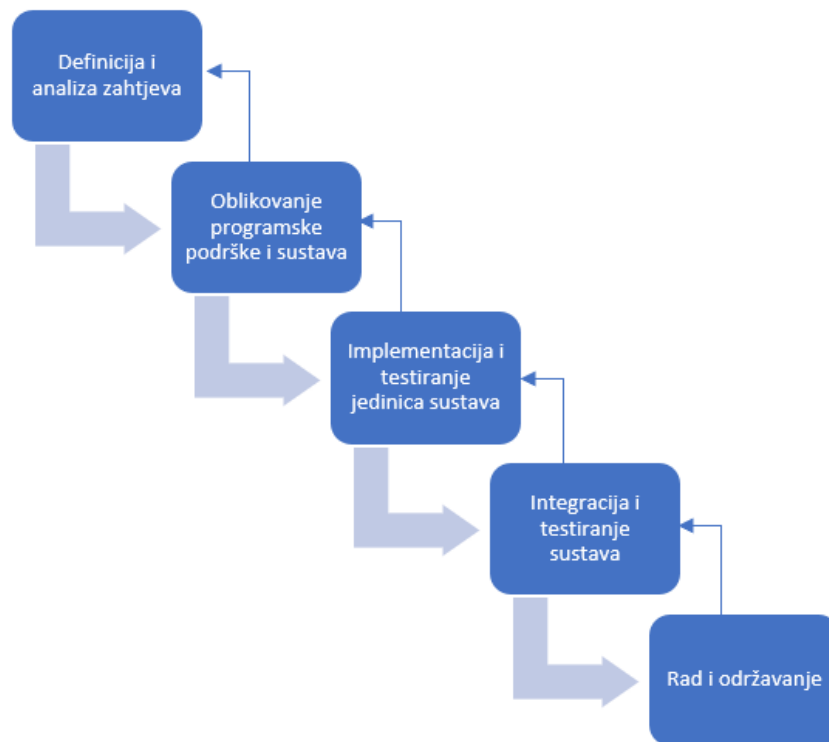 Definicija i
analiza zahtjeva
Oblikovanje
programske
podrške i sustava
Implementacija i
testiranje
jedinica sustava
Integracija i
testiranje
sustava
Rad i održavanje